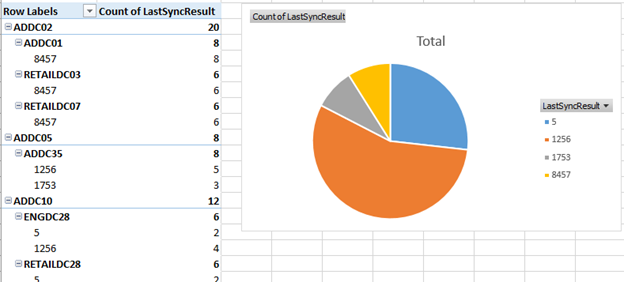 Row Labels Count of LastSyncResult
ADDC02 20
ADDC01 8
8457 8
RETAILDC03 6
8457 6
RETAILDC07 6
8457 6
ADDC05 8
ADDC35 8
1256 5
1753 3
ADDC10 12
ENGDC28 6
5 2
1256 4
RETAILDC28 6
5 2
Count of LastSyncResult
Total
LastSyncResult
5
1256
1753
8457